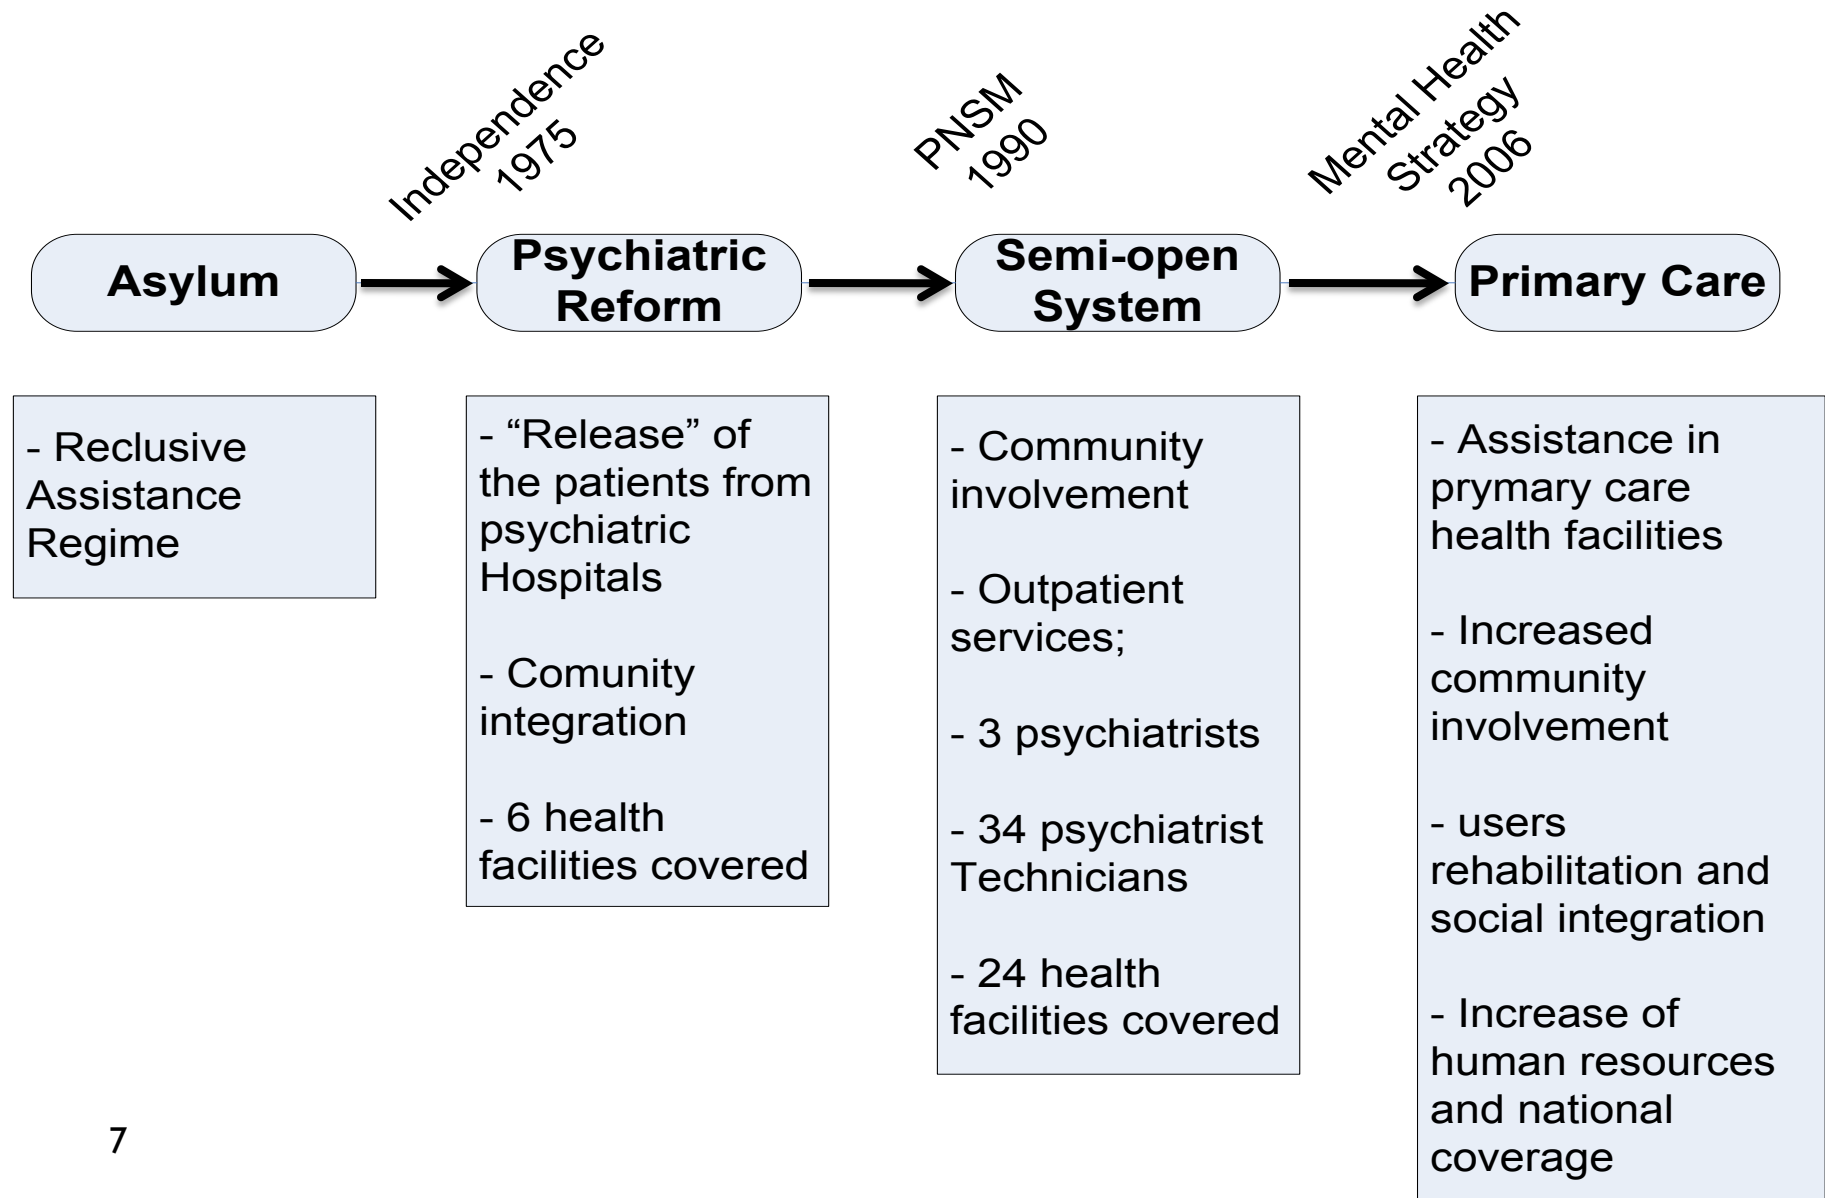 Independence
1975
PNSM
1990
Mental Health
Strategy
2006
Asylum
Psychiatric
Reform
Semi-open
System
Primary Care
- Reclusive
Assistance
Regime
- “Release” of
the patients from
psychiatric
Hospitals
- Comunity
integration
- 6 health
facilities covered
- Community
involvement
- Outpatient
services;
- 3 psychiatrists
- 34 psychiatrist
Technicians
- 24 health
facilities covered
- Assistance in
prymary care
health facilities
- Increased
community
involvement
- users
rehabilitation and
social integration
- Increase of
human resources
and national
coverage
7